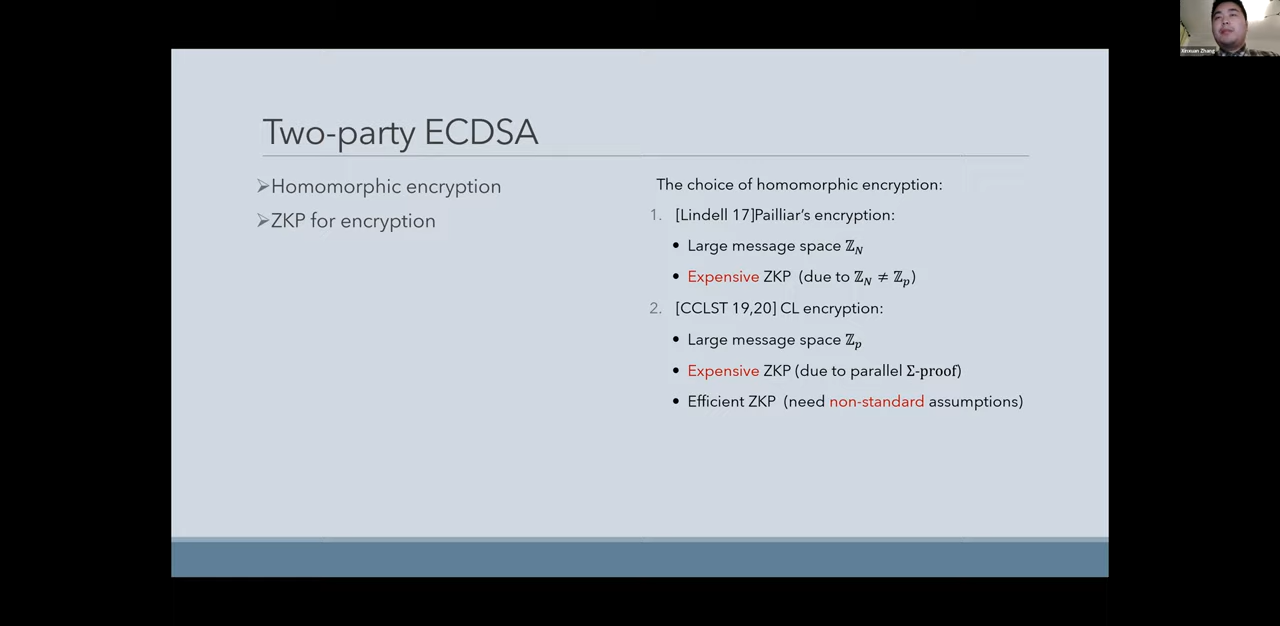 Xinxuan Zhang
Two-party ECDSA
➢Homomorphic encryption
➢ZKP for encryption
The choice of homomorphic encryption:
1. [Lindell 17]Pailliar’s encryption:
• Large message space ℤ_N
• Expensive ZKP (due to ℤ_N ≠ ℤ_p)
2. [CCLST 19,20] CL encryption:
• Large message space ℤ_p
• Expensive ZKP (due to parallel Σ-proof)
• Efficient ZKP (need non-standard assumptions)